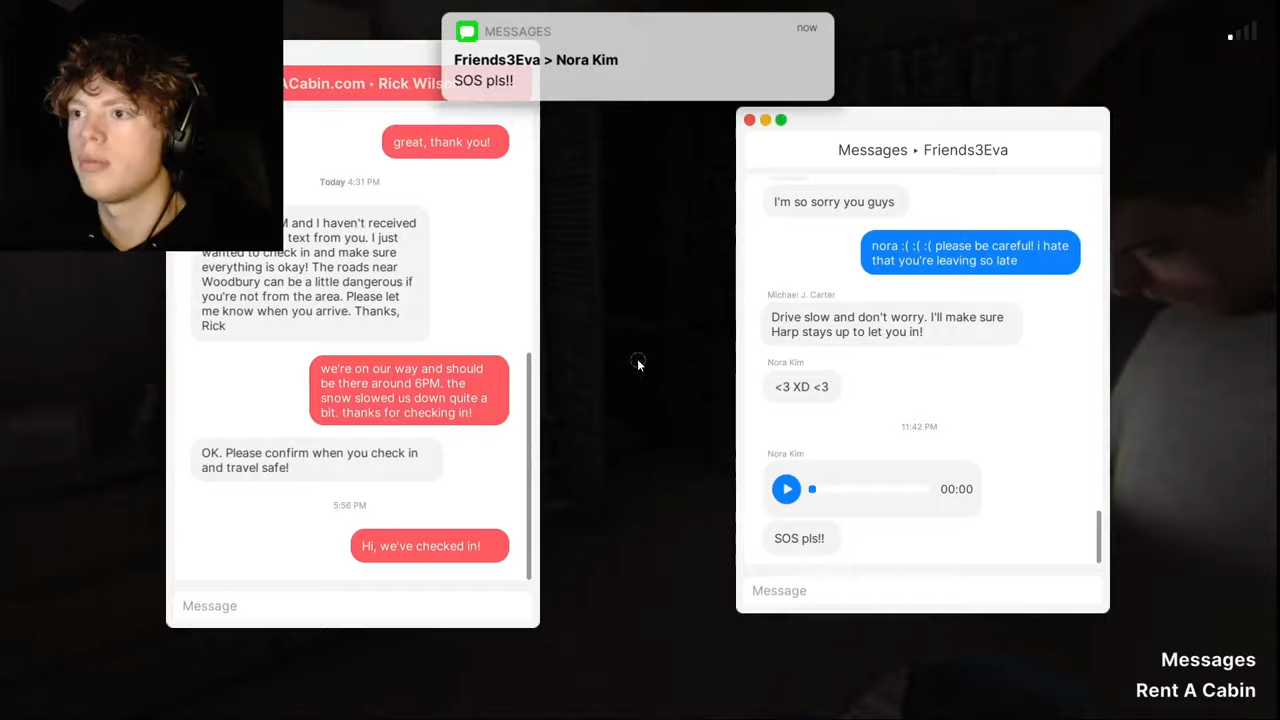 MESSAGES
now
Friends3Eva > Nora Kim
SOS pls!!
ACabin.com ‣ Rick Wils
great, thank you!
Today 4:31 PM
M and I haven't received
text from you. I just
wanted to check in and make sure
everything is okay! The roads near
Woodbury can be a little dangerous if
you're not from the area. Please let
me know when you arrive. Thanks,
Rick
we're on our way and should
be there around 6PM. the
snow slowed us down quite a
bit. thanks for checking in!
OK. Please confirm when you check in
and travel safe!
5:56 PM
Hi, we've checked in!
Message
Messages ‣ Friends3Eva
I'm so sorry you guys
nora :( :( :( please be careful! i hate
that you're leaving so late
Michael J. Carter
Drive slow and don't worry. I'll make sure
Harp stays up to let you in!
Nora Kim
<3 XD <3
11:42 PM
Nora Kim
00:00
SOS pls!!
Message
Messages
Rent A Cabin